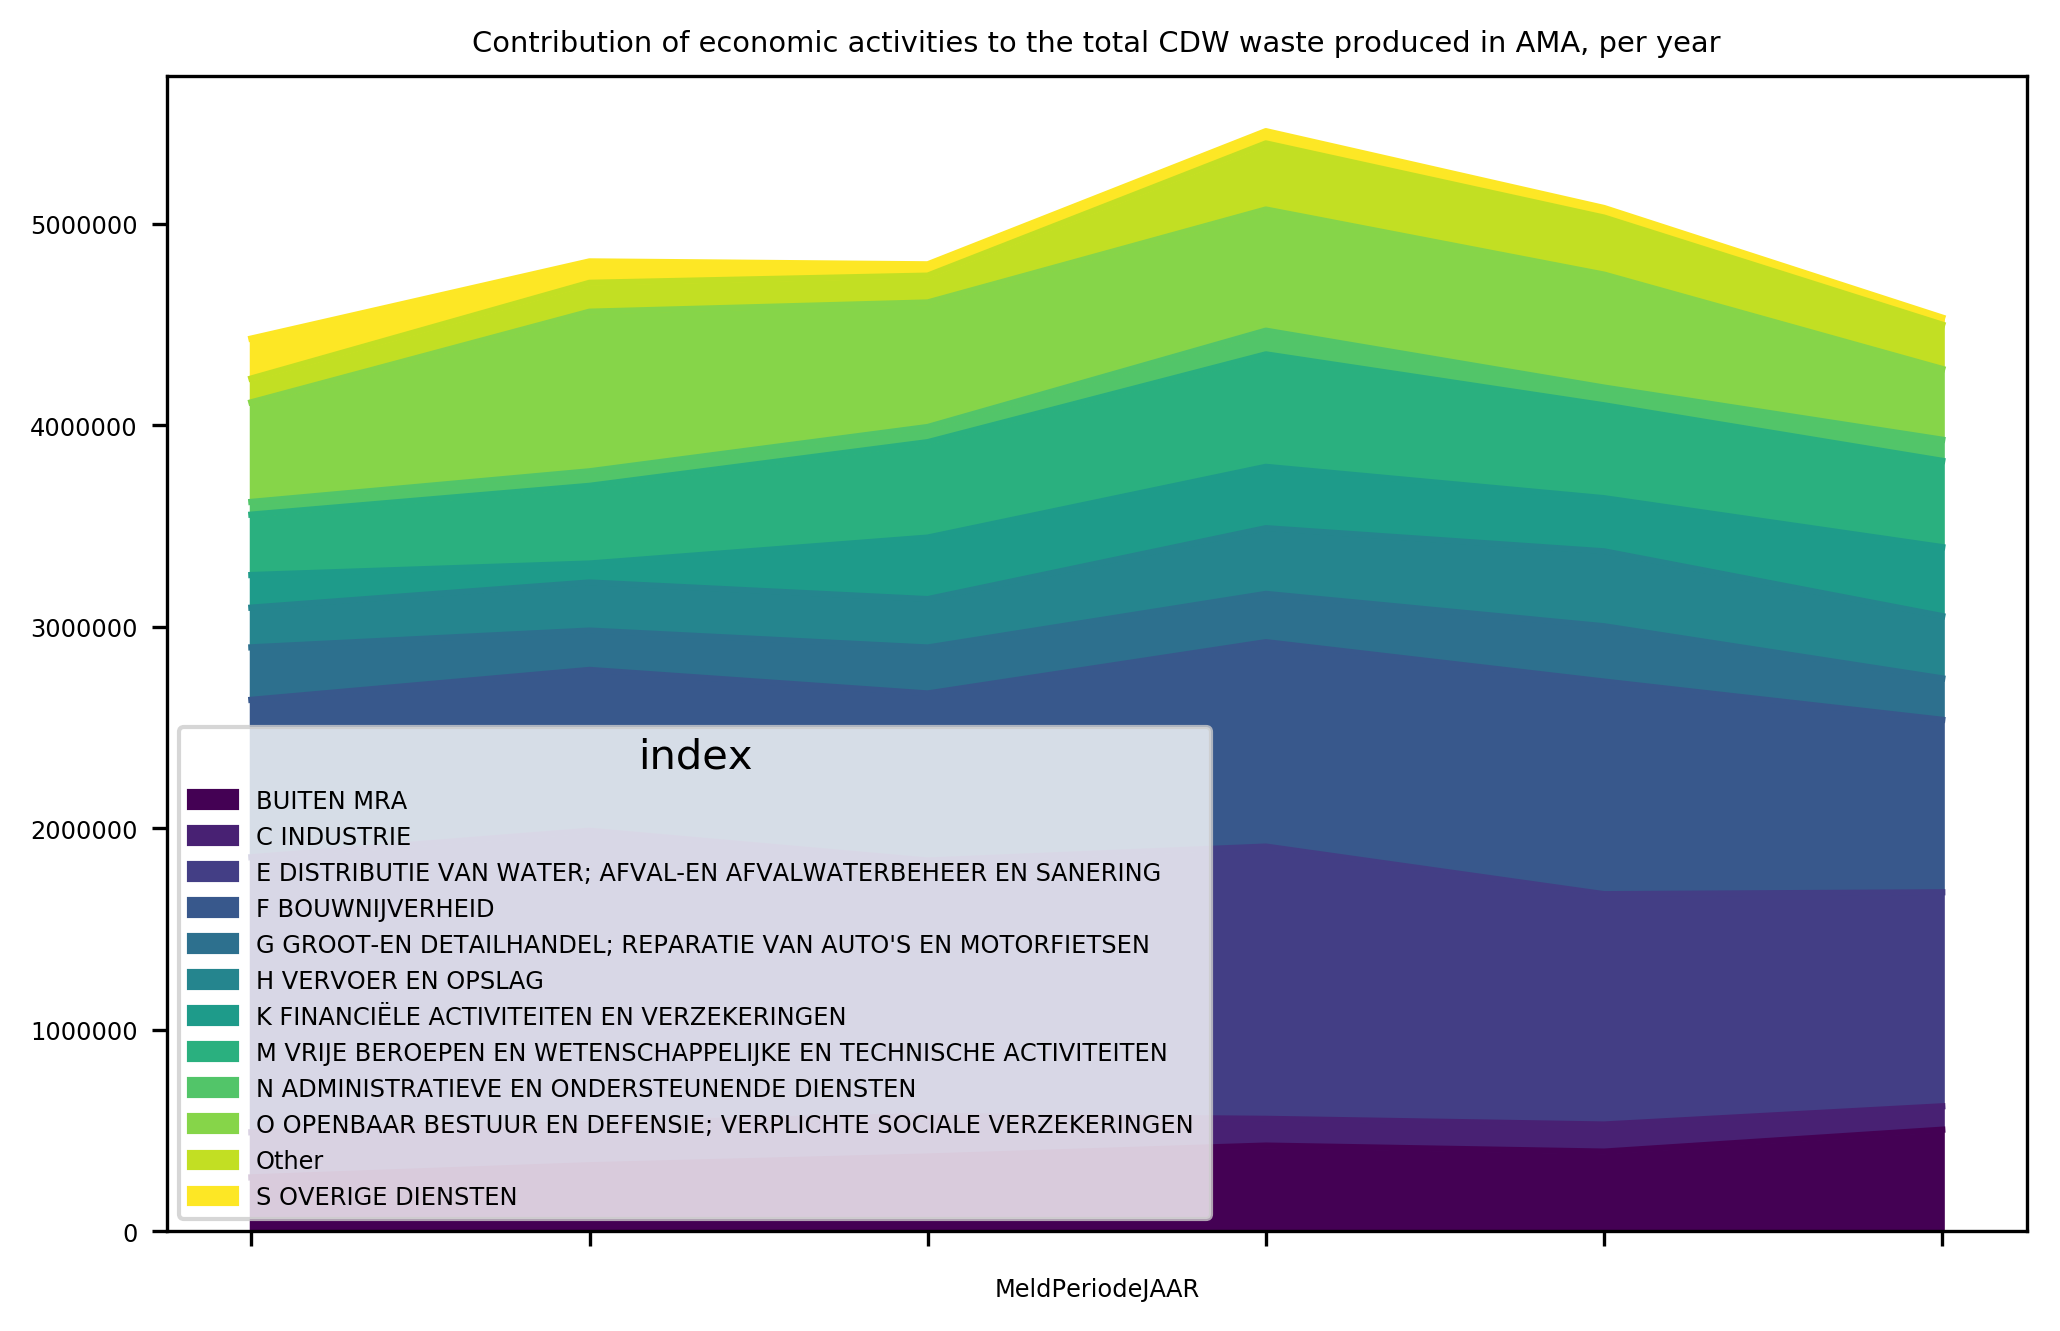 Contribution of economic activities to the total CDW waste produced in AMA, per year
5000000
4000000
3000000
2000000
1000000
0
index
BUITEN MRA
C INDUSTRIE
E DISTRIBUTIE VAN WATER; AFVAL-EN AFVALWATERBEHEER EN SANERING
F BOUWNIJVERHEID
G GROOT-EN DETAILHANDEL; REPARATIE VAN AUTO'S EN MOTORFIETSEN
H VERVOER EN OPSLAG
K FINANCIËLE ACTIVITEITEN EN VERZEKERINGEN
M VRIJE BEROEPEN EN WETENSCHAPPELIJKE EN TECHNISCHE ACTIVITEITEN
N ADMINISTRATIEVE EN ONDERSTEUNENDE DIENSTEN
O OPENBAAR BESTUUR EN DEFENSIE; VERPLICHTE SOCIALE VERZEKERINGEN
Other
S OVERIGE DIENSTEN
MeldPeriodeJAAR